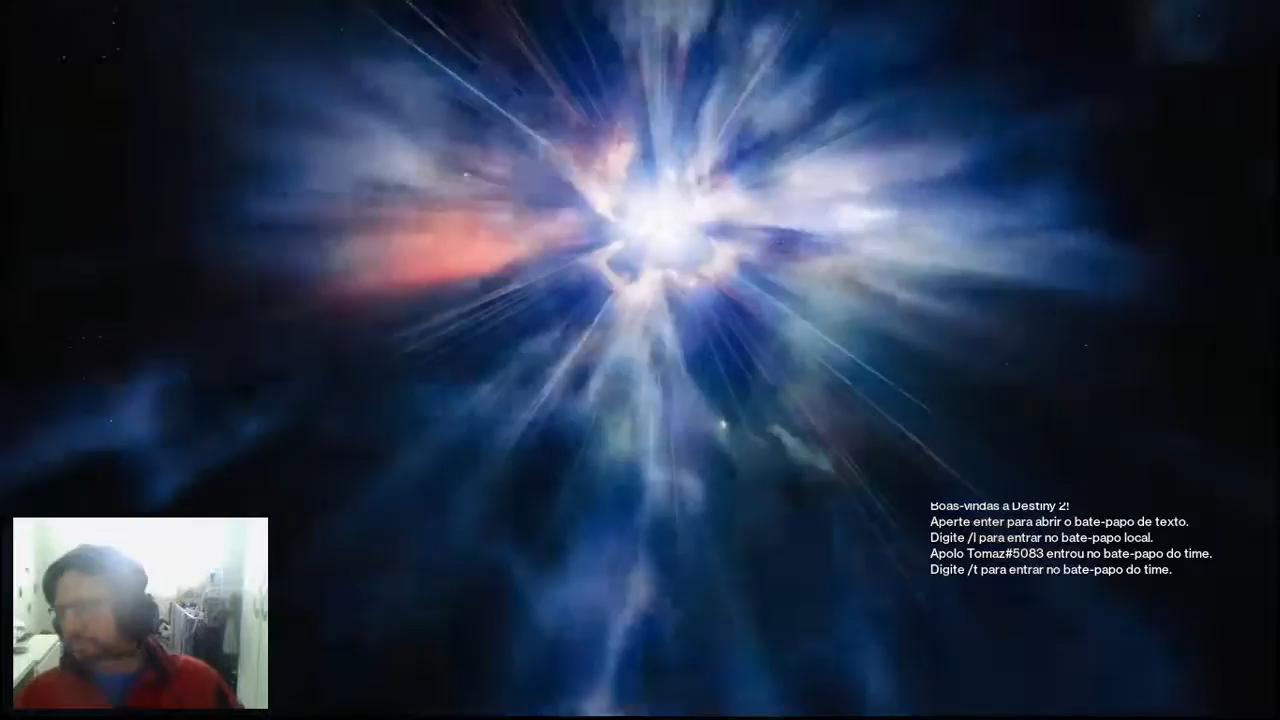 Boas-vindas a Destiny 2!
Aperte enter para abrir o bate-papo de texto.
Digite /l para entrar no bate-papo local.
Apolo Tomaz#5083 entrou no bate-papo do time.
Digite /t para entrar no bate-papo do time.